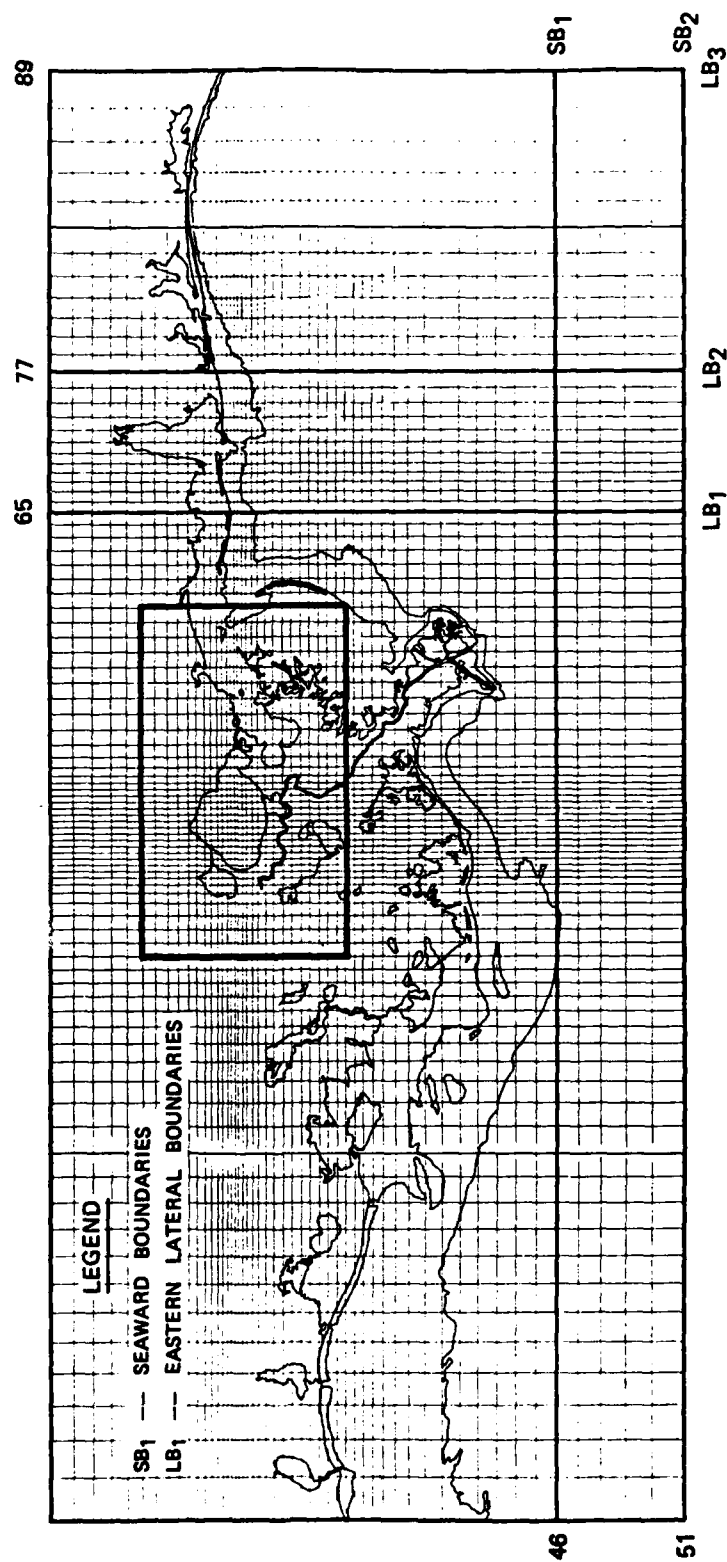 65
77
89
LEGEND
SB1 — SEAWARD BOUNDARIES
LB1 — EASTERN LATERAL BOUNDARIES
46
SB1
51
SB2
LB1
LB2
LB3